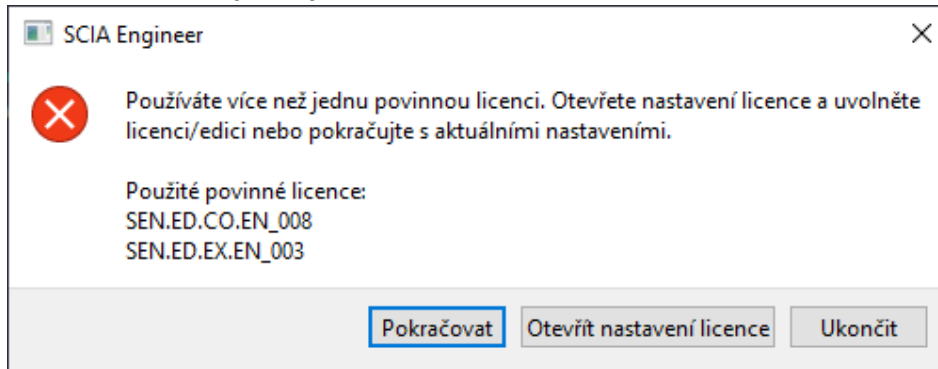 SCIA Engineer
Používáte více než jednu povinnou licenci. Otevřete nastavení licence a uvolněte
licenci/edici nebo pokračujte s aktuálními nastaveními.
Použité povinné licence:
SEN.ED.CO.EN_008
SEN.ED.EX.EN_003
Pokračovat Otevřít nastavení licence Ukončit